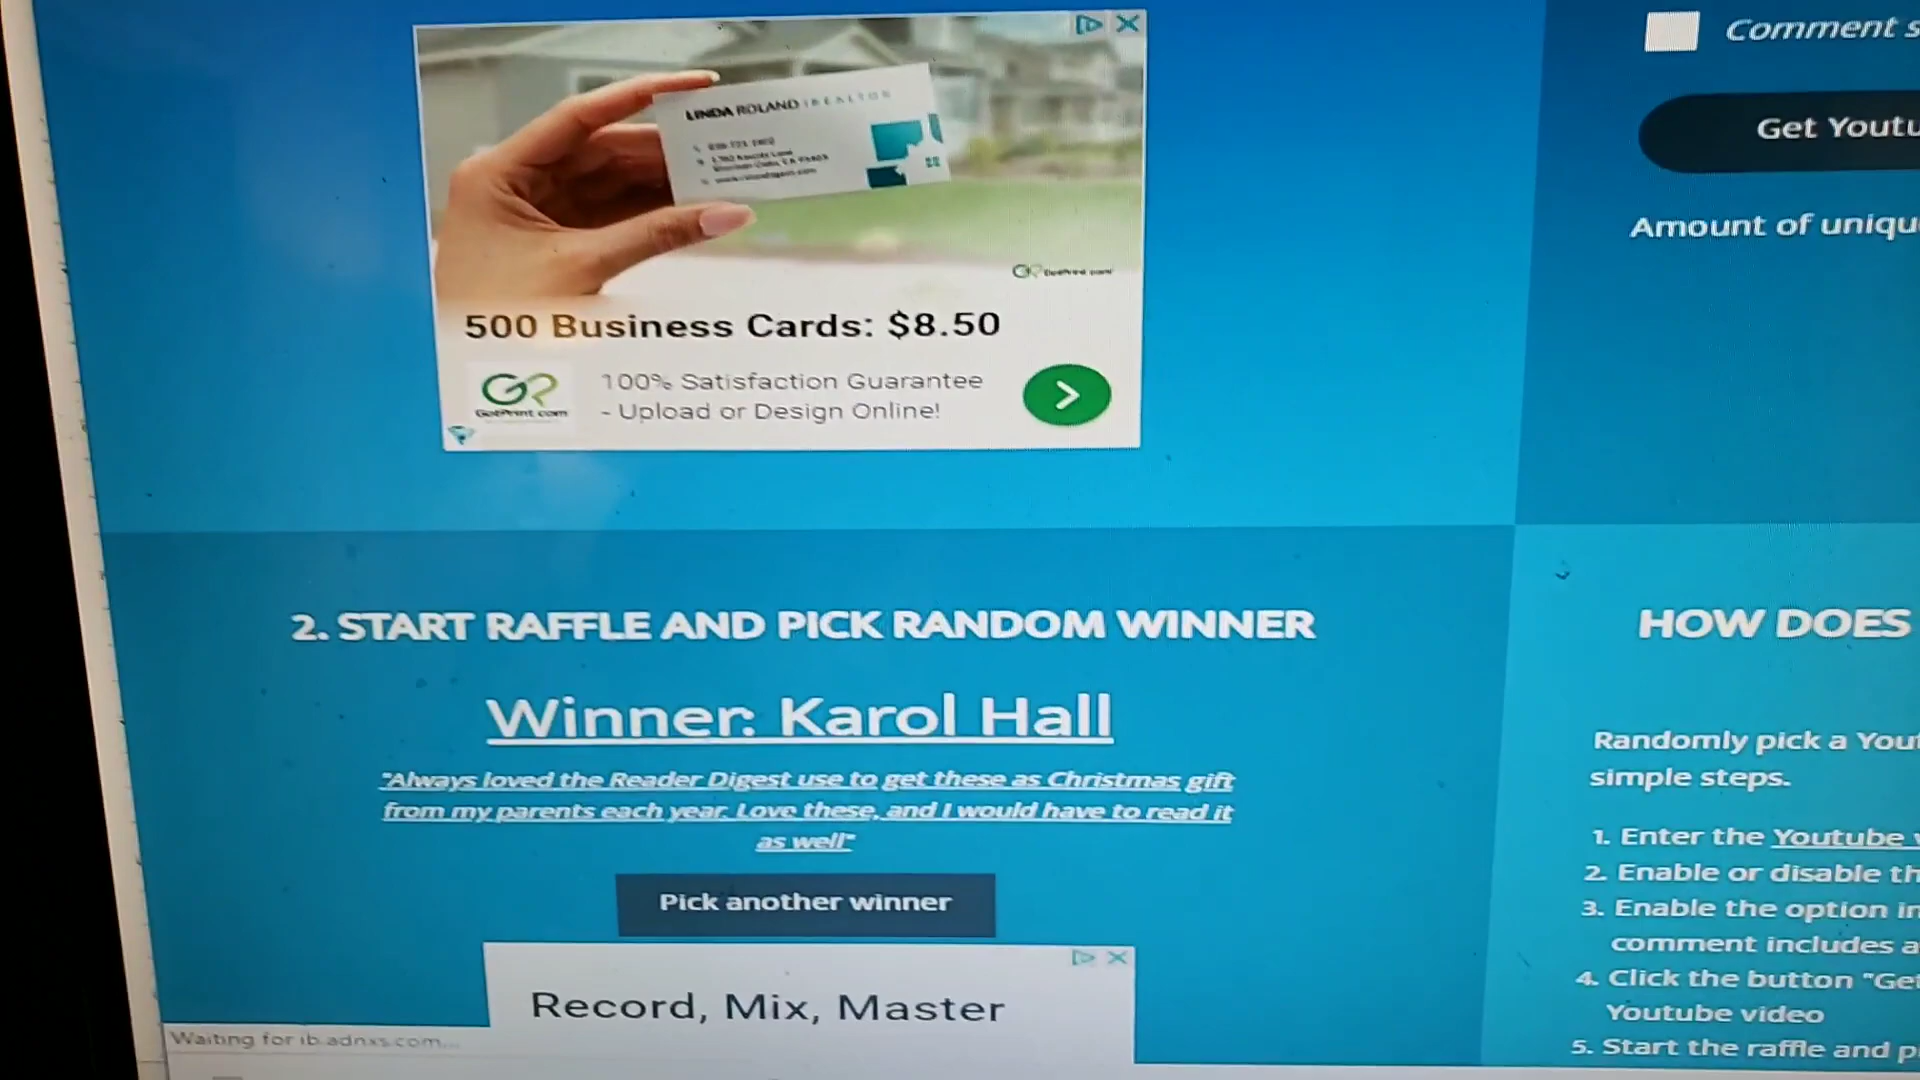 LINDA ROLAND
GotPrint.com
500 Business Cards: $8.50
100% Satisfaction Guarantee
- Upload or Design Online!
GotPrint.com
2. START RAFFLE AND PICK RANDOM WINNER
Winner: Karol Hall
"Always loved the Reader Digest use to get these as Christmas gift
from my parents each year. Love these, and I would have to read it
as well"
Pick another winner
Record, Mix, Master
Waiting for ib.adnxs.com...
Comment s
Get Youtu
Amount of uniqu
HOW DOES
Randomly pick a You
simple steps.
1. Enter the Youtube
2. Enable or disable th
3. Enable the option in
comment includes a
4. Click the button "Get
Youtube video
5. Start the raffle and p